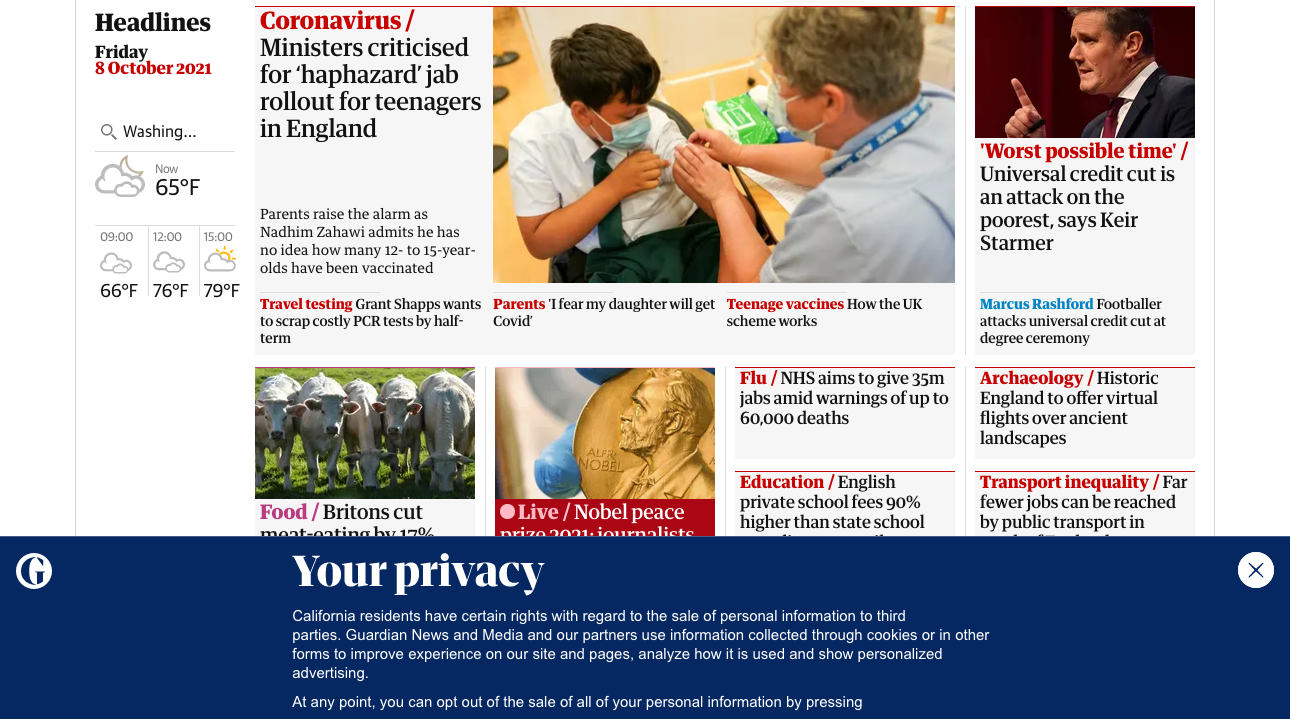 Headlines
Friday
8 October 2021
Washing...
Now
65°F
09:00
12:00
15:00
66°F
76°F
79°F
Coronavirus /
Ministers criticised
for ‘haphazard’ jab
rollout for teenagers
in England
Parents raise the alarm as
Nadhim Zahawi admits he has
no idea how many 12- to 15-year-
olds have been vaccinated
Travel testing Grant Shapps wants
to scrap costly PCR tests by half-
term
Parents 'I fear my daughter will get
Covid'
Teenage vaccines How the UK
scheme works
'Worst possible time' /
Universal credit cut is
an attack on the
poorest, says Keir
Starmer
Marcus Rashford Footballer
attacks universal credit cut at
degree ceremony
Food / Britons cut
meat-eating by 17%
ALFR
NOBEL
Live / Nobel peace
prize 2021: journalists
Flu / NHS aims to give 35m
jabs amid warnings of up to
60,000 deaths
Education / English
private school fees 90%
higher than state school
Archaeology / Historic
England to offer virtual
flights over ancient
landscapes
Transport inequality / Far
fewer jobs can be reached
by public transport in
Your privacy
California residents have certain rights with regard to the sale of personal information to third
parties. Guardian News and Media and our partners use information collected through cookies or in other
forms to improve experience on our site and pages, analyze how it is used and show personalized
advertising.
At any point, you can opt out of the sale of all of your personal information by pressing